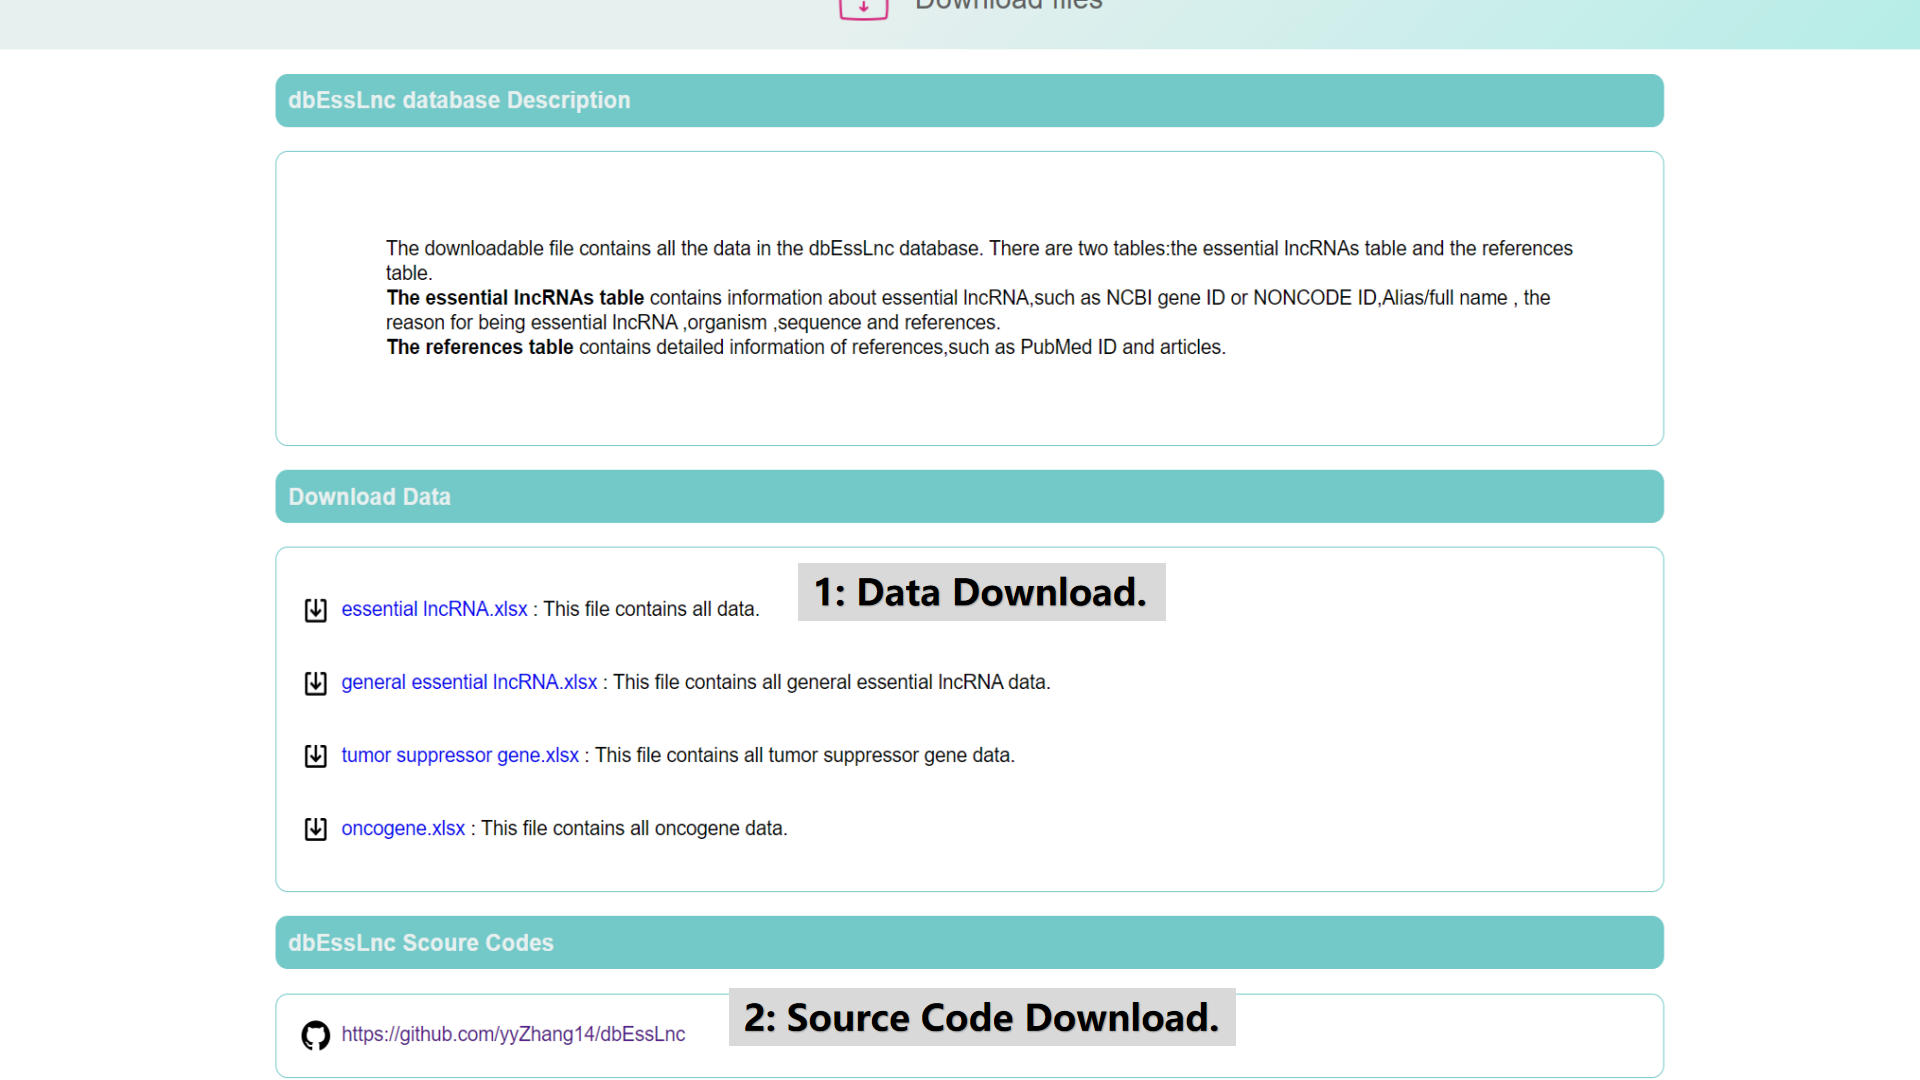 Download files
dbEssLnc database Description
The downloadable file contains all the data in the dbEssLnc database. There are two tables:the essential lncRNAs table and the references
table.
The essential lncRNAs table contains information about essential lncRNA,such as NCBI gene ID or NONCODE ID,Alias/full name , the
reason for being essential lncRNA ,organism ,sequence and references.
The references table contains detailed information of references,such as PubMed ID and articles.
Download Data
1: Data Download.
essential lncRNA.xlsx : This file contains all data.
general essential lncRNA.xlsx : This file contains all general essential lncRNA data.
tumor suppressor gene.xlsx : This file contains all tumor suppressor gene data.
oncogene.xlsx : This file contains all oncogene data.
dbEssLnc Scoure Codes
2: Source Code Download.
https://github.com/yyZhang14/dbEssLnc